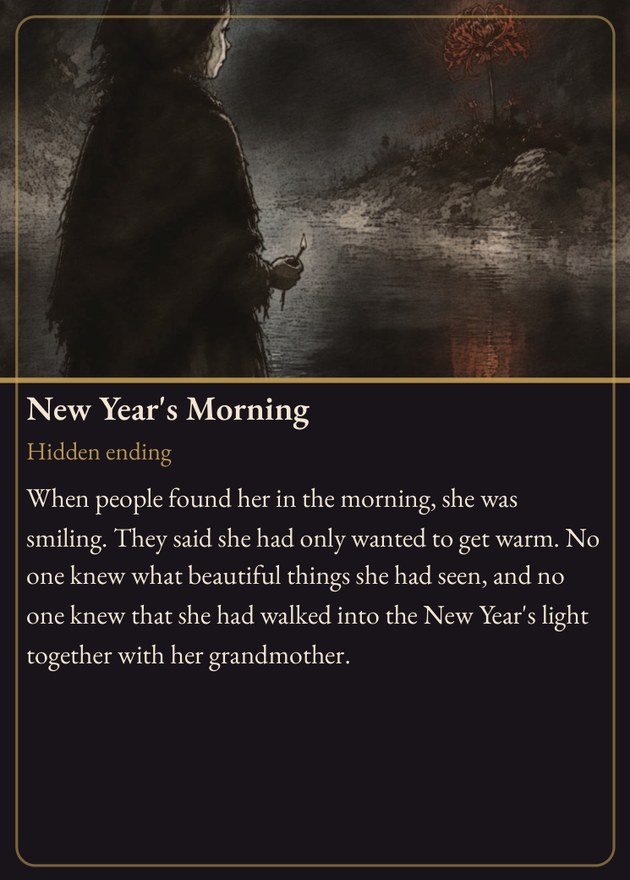 New Year's Morning
Hidden ending
When people found her in the morning, she was
smiling. They said she had only wanted to get warm. No
one knew what beautiful things she had seen, and no
one knew that she had walked into the New Year's light
together with her grandmother.